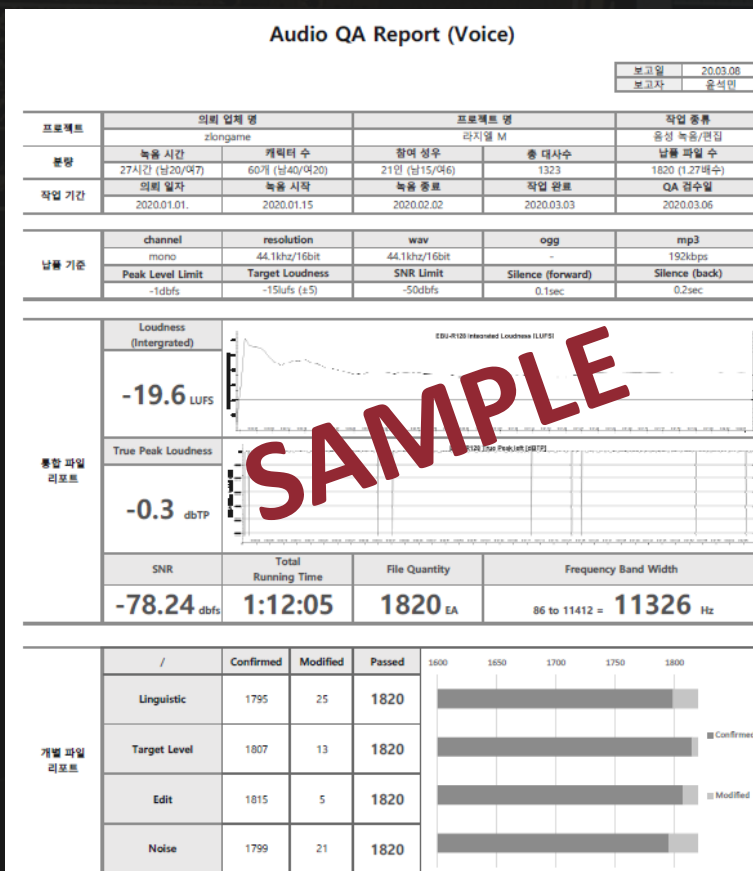 Audio QA Report (Voice)
보고일 20.03.08
보고자 윤석민
프로젝트 의뢰 업체 명 프로젝트 명 작업 종류
zlongame 라지엘 M 음성 녹음/편집
분량 녹음 시간 캐릭터 수 참여 성우 총 대사수 납품 파일 수
27시간 (남20/여7) 60개 (남40/여20) 21인 (남15/여6) 1323 1820 (1.27배수)
작업 기간 의뢰 일자 녹음 시작 녹음 종료 작업 완료 QA 검수일
2020.01.01. 2020.01.15 2020.02.02 2020.03.03 2020.03.06
납품 기준 channel resolution wav ogg mp3
mono 44.1khz/16bit 44.1khz/16bit - 192kbps
Peak Level Limit Target Loudness SNR Limit Silence (forward) Silence (back)
-1dbfs -15lufs (±5) -50dbfs 0.1sec 0.2sec
통합 파일 리포트
Loudness
(Intergrated)
EBU-R128 Integrated Loudness [LUFS]
-19.6 LUFS
SAMPLE
True Peak Loudness
R128 True Peak left [dBTP]
-0.3 dbTP
SNR Total Running Time File Quantity Frequency Band Width
-78.24 dbfs 1:12:05 1820 EA 86 to 11412 = 11326 Hz
개별 파일 리포트
/ Confirmed Modified Passed 1600 1650 1700 1750 1800
Linguistic 1795 25 1820
Target Level 1807 13 1820
Edit 1815 5 1820
Noise 1799 21 1820
Confirmed
Modified